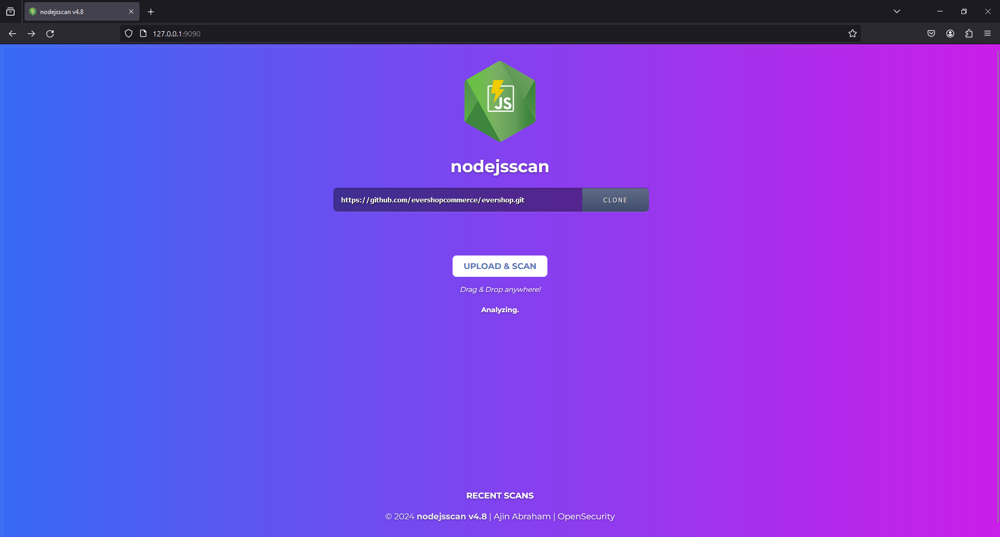 nodejsscan v4.8
127.0.0.1:9090
JS
nodejsscan
https://github.com/evershopcommerce/evershop.git CLONE
UPLOAD & SCAN
Drag & Drop anywhere!
Analyzing.
RECENT SCANS
© 2024 nodejsscan v4.8 | Ajin Abraham | OpenSecurity